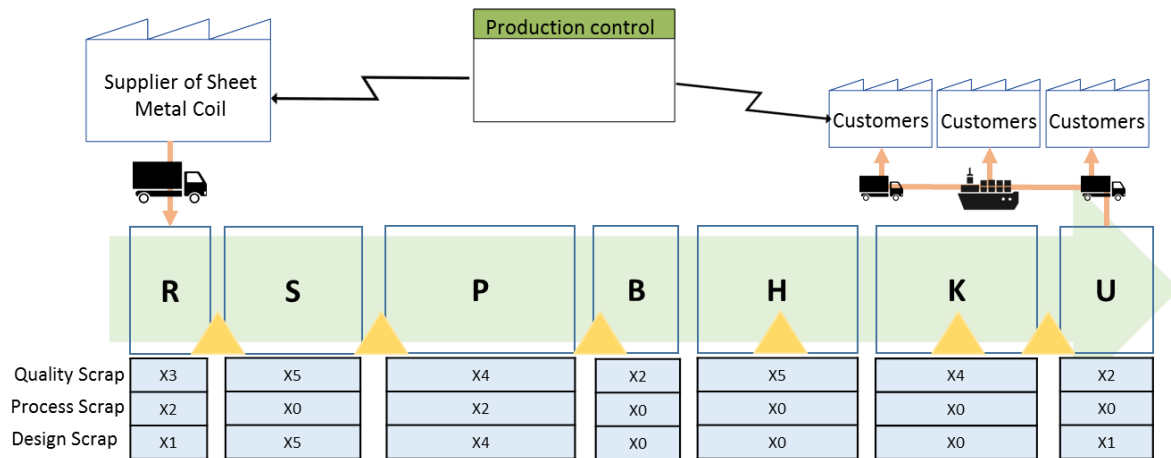 Production control
Supplier of Sheet
Metal Coil
Customers Customers Customers
R S P B H K U
Quality Scrap X3 X5 X4 X2 X5 X4 X2
Process Scrap X2 X0 X2 X0 X0 X0 X0
Design Scrap X1 X5 X4 X0 X0 X0 X1